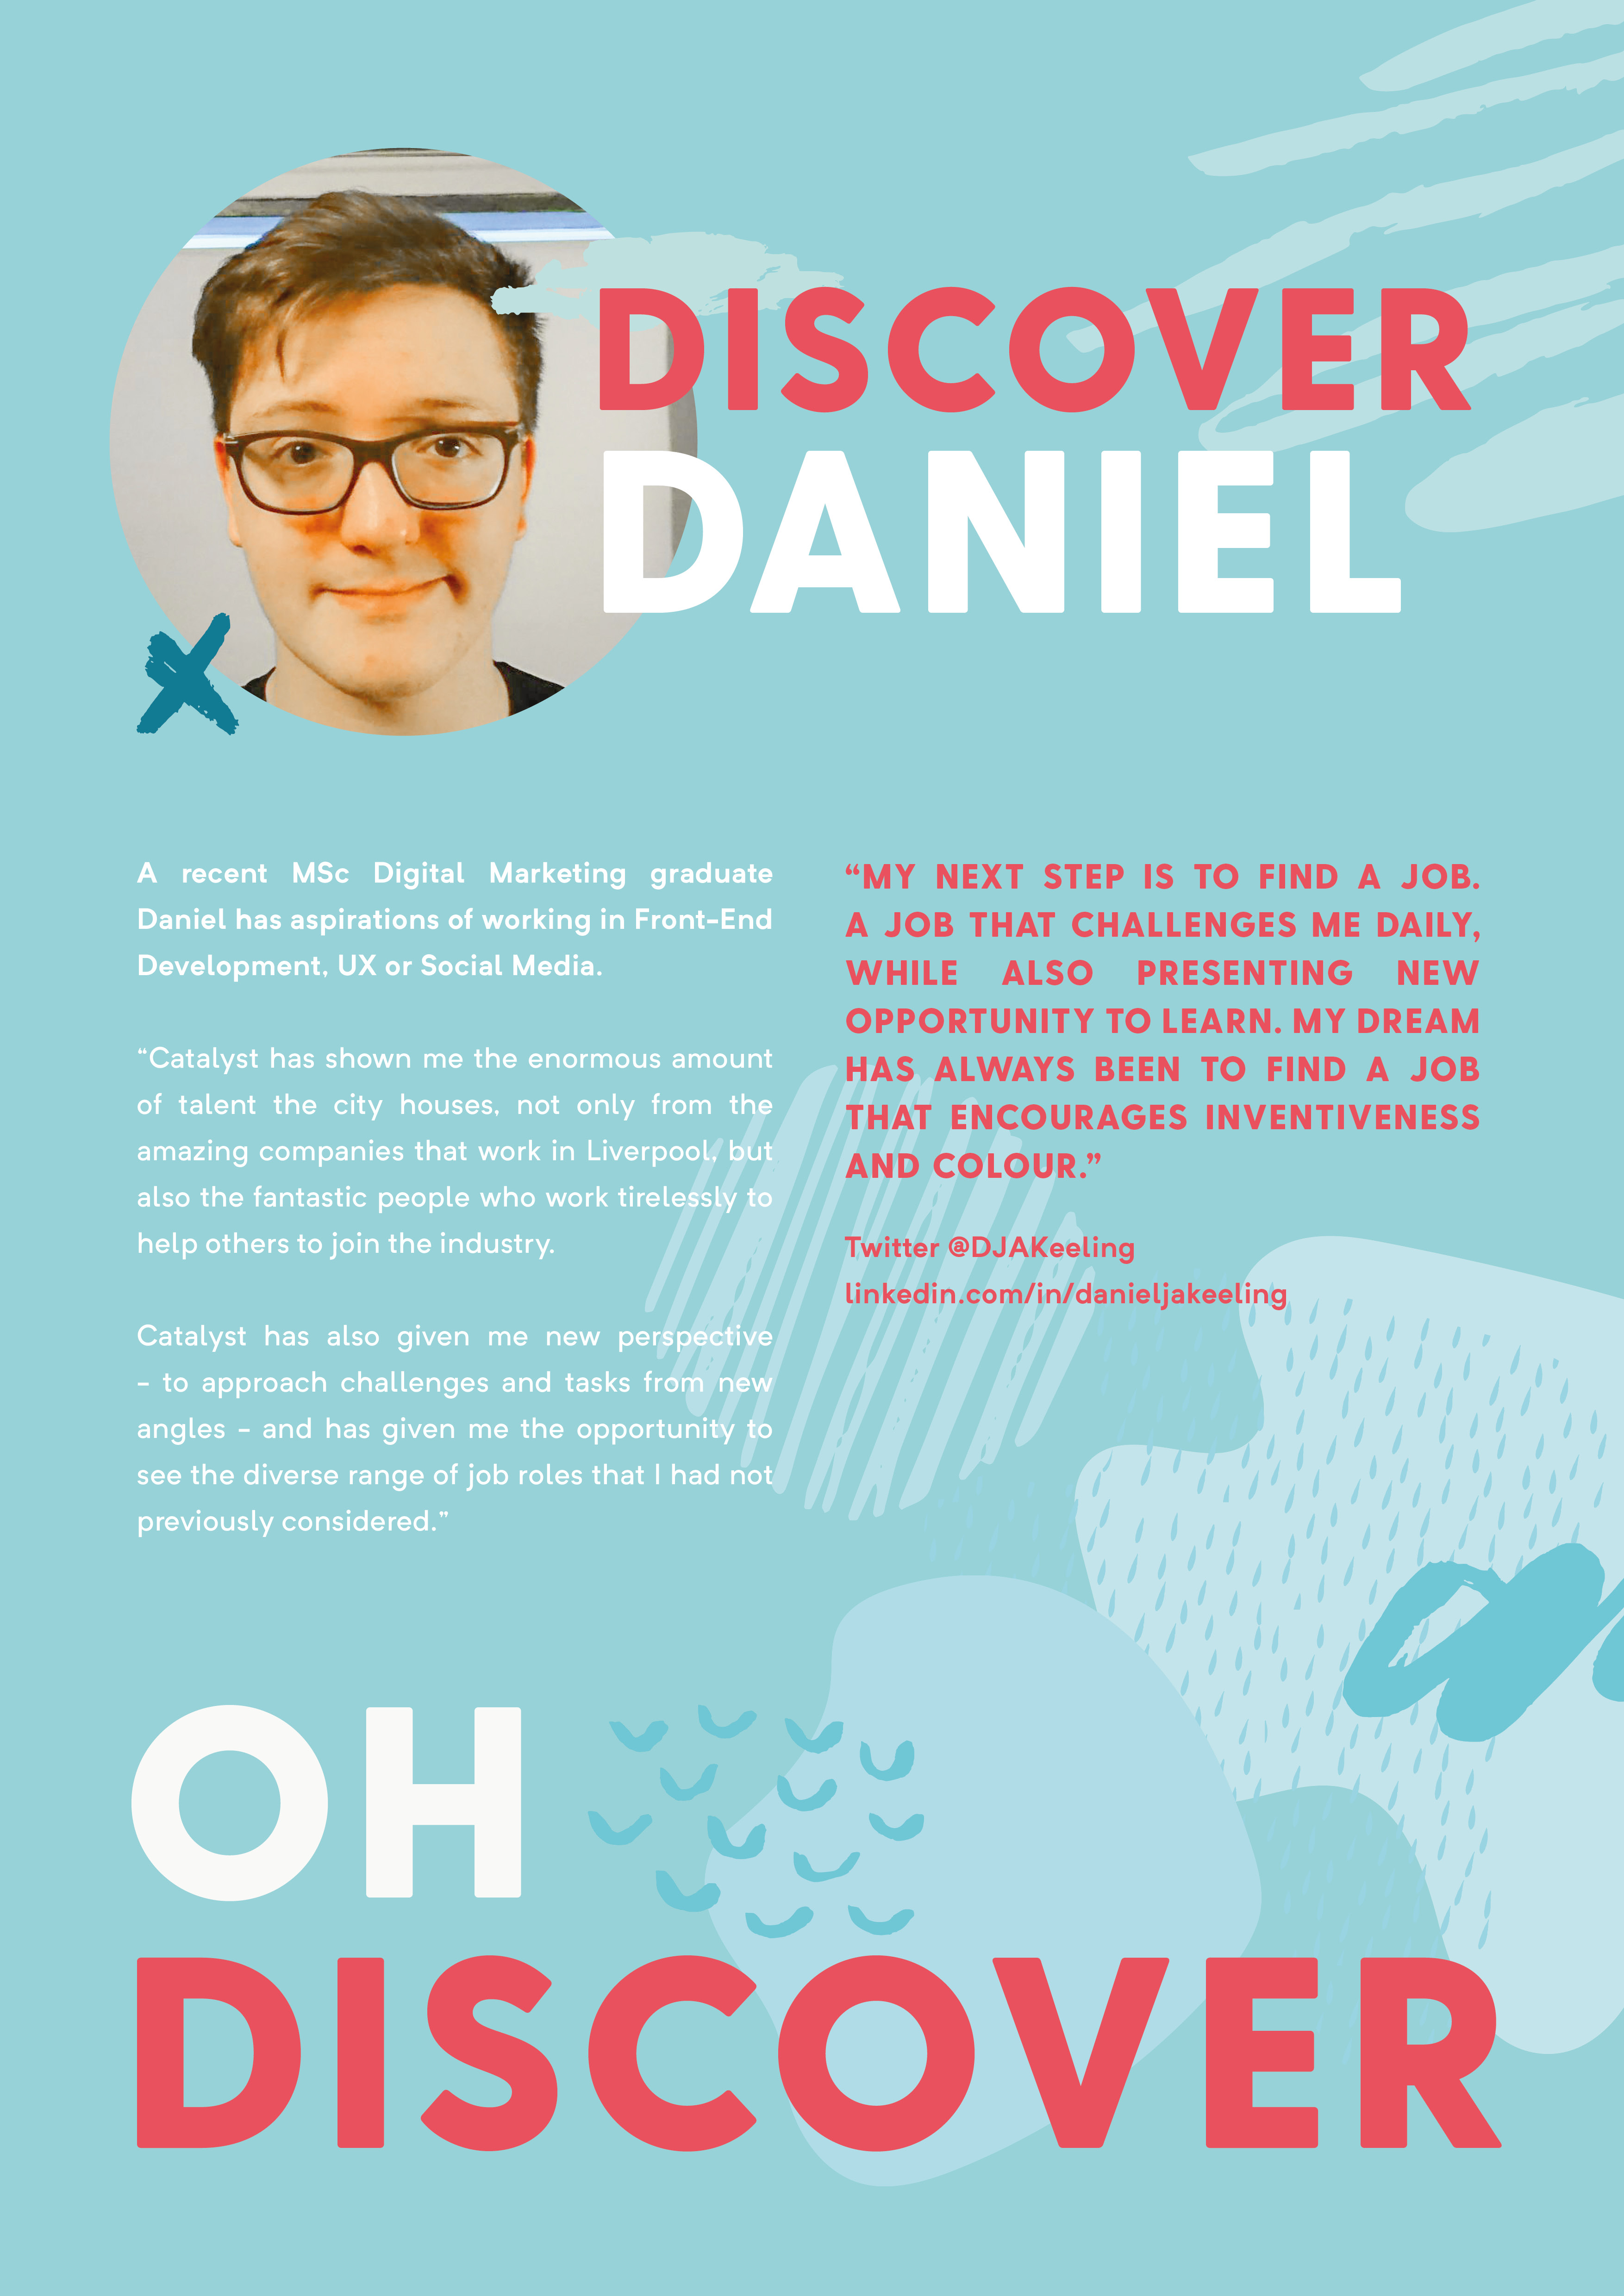 DISCOVER
DANIEL
A recent MSc Digital Marketing graduate
Daniel has aspirations of working in Front-End
Development, UX or Social Media.
“Catalyst has shown me the enormous amount
of talent the city houses, not only from the
amazing companies that work in Liverpool, but
also the fantastic people who work tirelessly to
help others to join the industry.
Catalyst has also given me new perspective
– to approach challenges and tasks from new
angles – and has given me the opportunity to
see the diverse range of job roles that I had not
previously considered.”
“MY NEXT STEP IS TO FIND A JOB.
A JOB THAT CHALLENGES ME DAILY,
WHILE ALSO PRESENTING NEW
OPPORTUNITY TO LEARN. MY DREAM
HAS ALWAYS BEEN TO FIND A JOB
THAT ENCOURAGES INVENTIVENESS
AND COLOUR.”
Twitter @DJAKeeling
linkedin.com/in/danieljakeeling
OH
DISCOVER